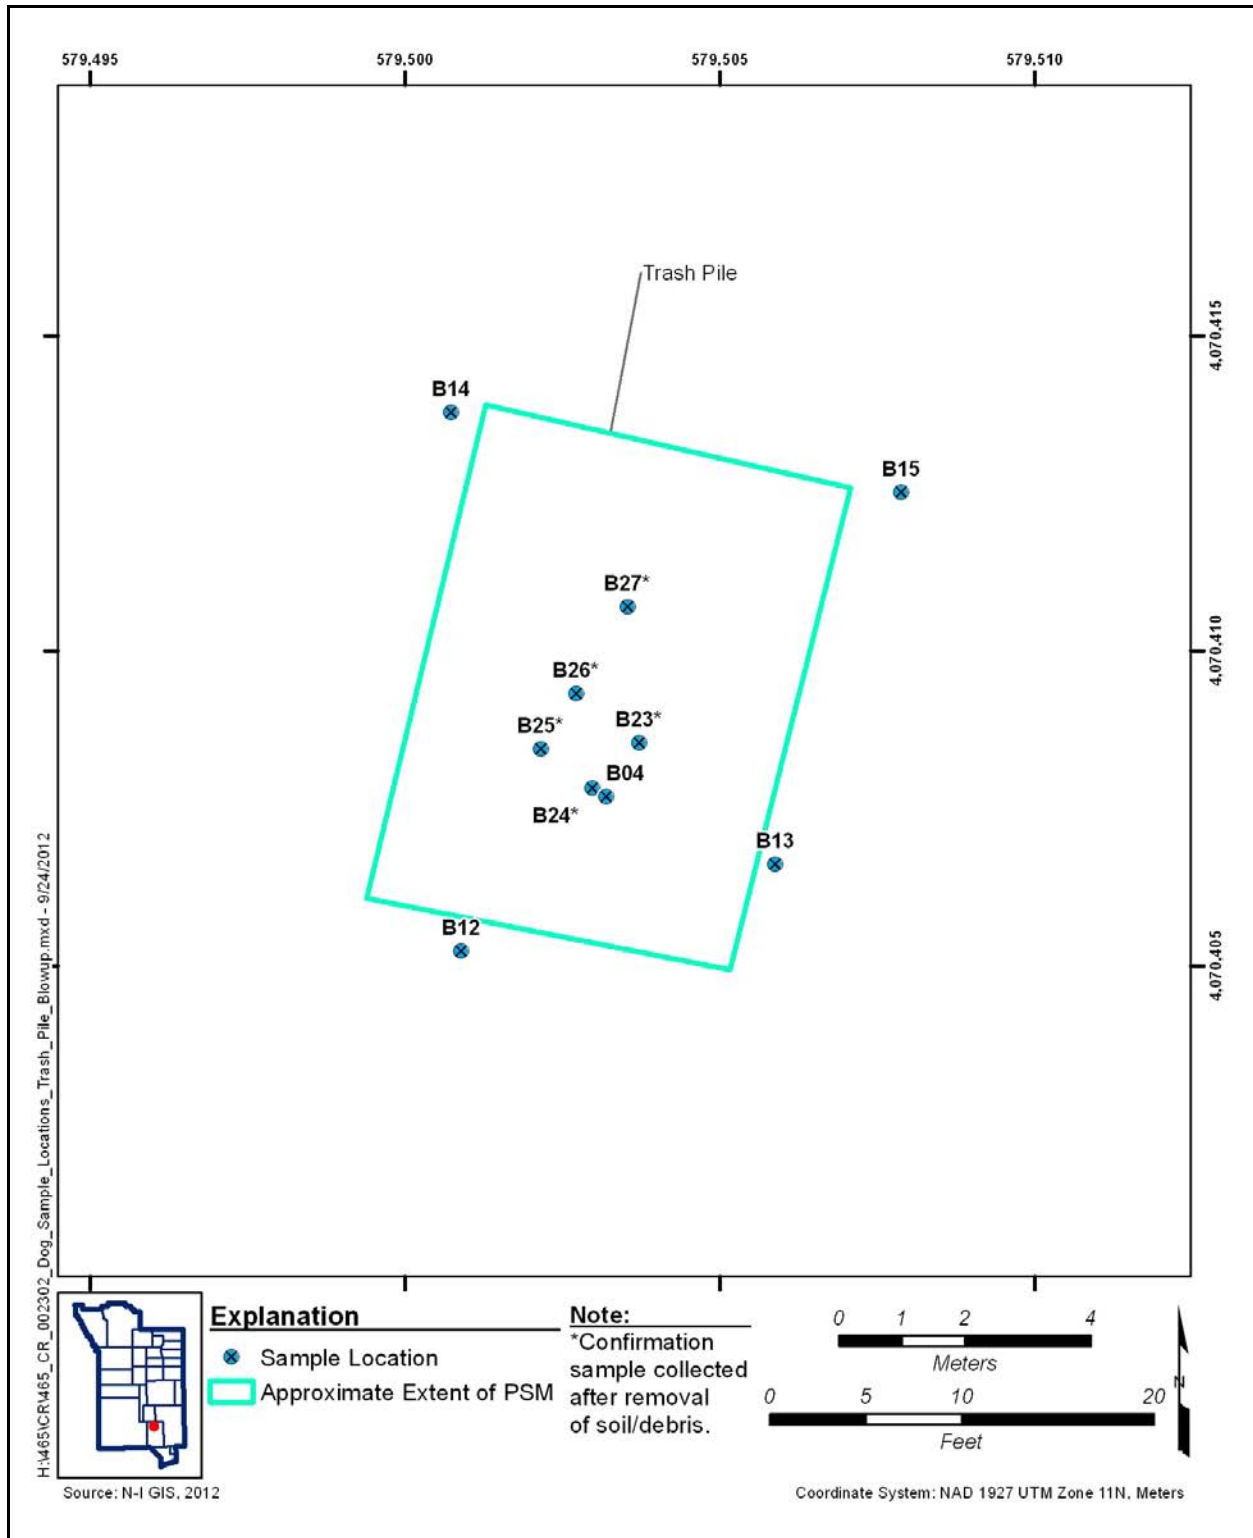 579,495
579,500
579,505
579,510
Trash Pile
4,070,415
B14
B15
B27*
4,070,410
B26*
B25*
B23*
B04
B24*
B13
B12
4,070,405
H:\465\CR\465_CR_002302_Dog_Sample_Locations_Trash_Pile_Blowup.mxd - 9/24/2012
Explanation
Sample Location
Approximate Extent of PSM
Note:
*Confirmation
sample collected
after removal
of soil/debris.
0 1 2 4
Meters
0 5 10 20
Feet
N
Source: N-I GIS, 2012
Coordinate System: NAD 1927 UTM Zone 11N, Meters